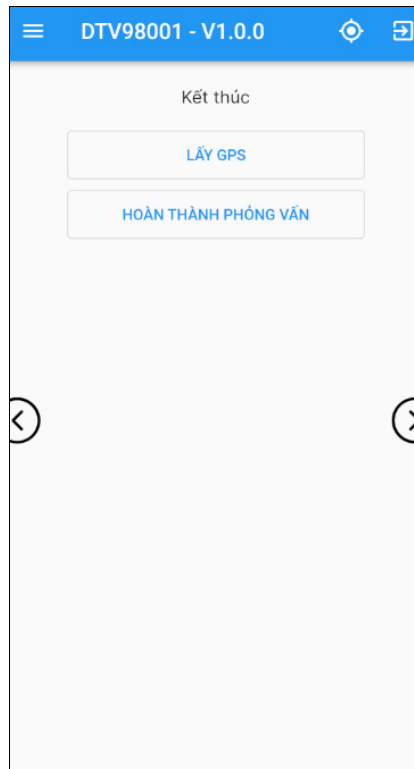 DTV98001 - V1.0.0
Kết thúc
LẤY GPS
HOÀN THÀNH PHỎNG VẤN